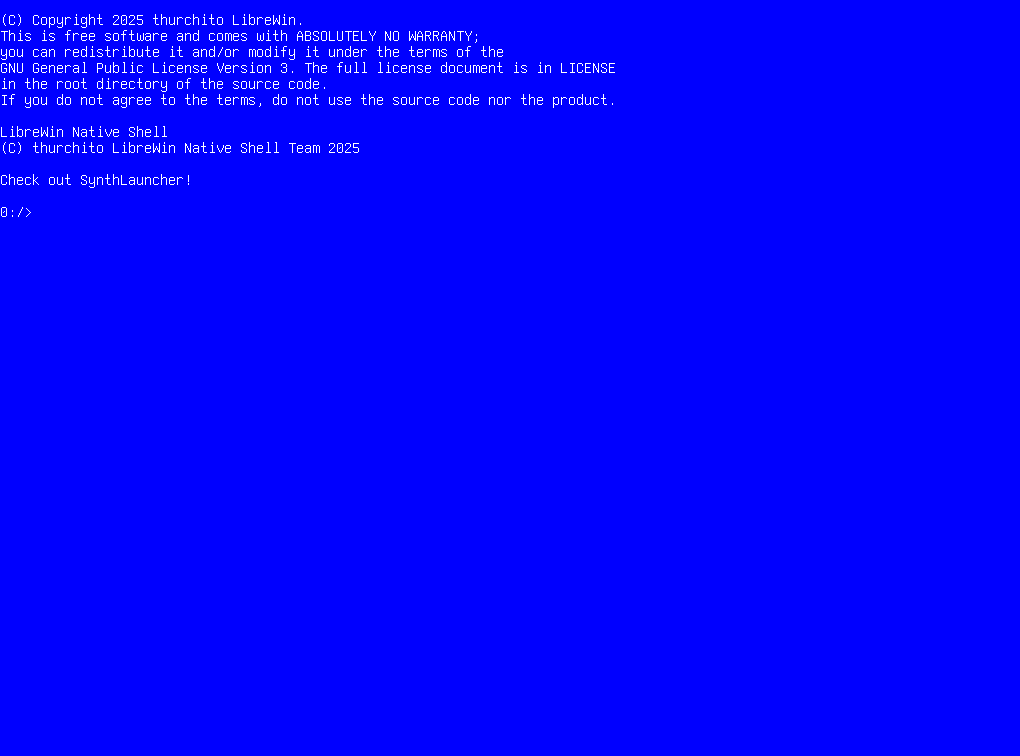 (C) Copyright 2025 thurchito LibreWin.
This is free software and comes with ABSOLUTELY NO WARRANTY;
you can redistribute it and/or modify it under the terms of the
GNU General Public License Version 3. The full license document is in LICENSE
in the root directory of the source code.
If you do not agree to the terms, do not use the source code nor the product.
LibreWin Native Shell
(C) thurchito LibreWin Native Shell Team 2025
Check out SynthLauncher!
0:/>